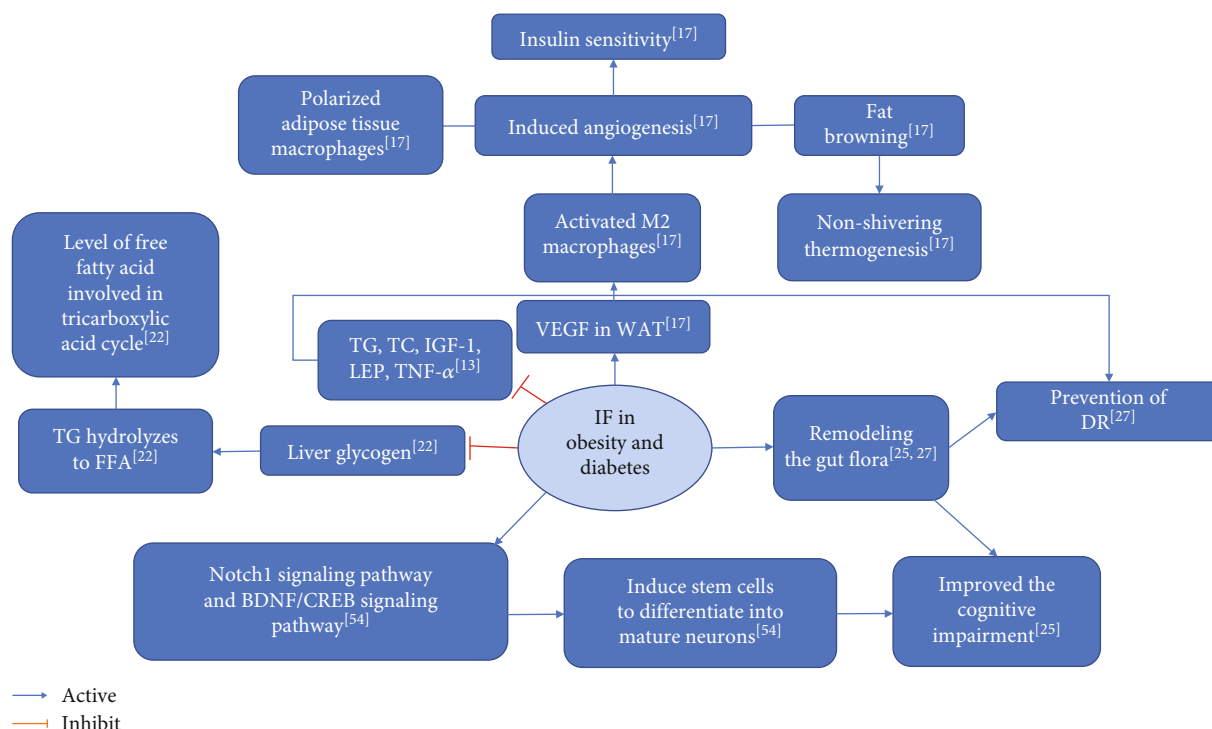 Insulin sensitivity[17]
Polarized
adipose tissue
macrophages[17]
Induced angiogenesis[17]
Fat
browning[17]
Activated M2
macrophages[17]
Non-shivering
thermogenesis[17]
Level of free
fatty acid
involved in
tricarboxylic
acid cycle[22]
TG, TC, IGF-1,
LEP, TNF-α[13]
VEGF in WAT[17]
TG hydrolyzes
to FFA[22]
Liver glycogen[22]
IF in
obesity and
diabetes
Remodeling
the gut flora[25, 27]
Prevention of
DR[27]
Notch1 signaling pathway
and BDNF/CREB signaling
pathway[54]
Induce stem cells
to differentiate into
mature neurons[54]
Improved the
cognitive
impairment[25]
Active
Inhibit